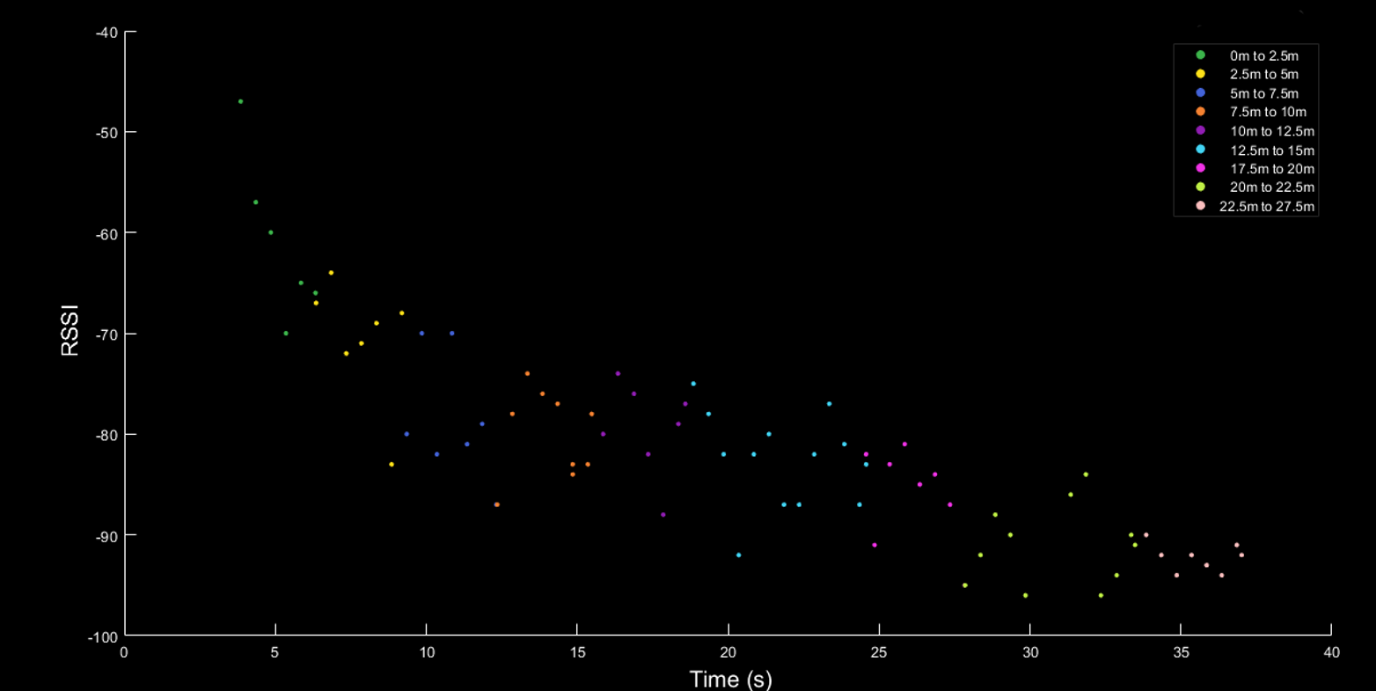 -40
-50
-60
-70
-80
-90
-100
RSSI
0
5
10
15
20
25
30
35
40
Time (s)
0m to 2.5m
2.5m to 5m
5m to 7.5m
7.5m to 10m
10m to 12.5m
12.5m to 15m
17.5m to 20m
20m to 22.5m
22.5m to 27.5m